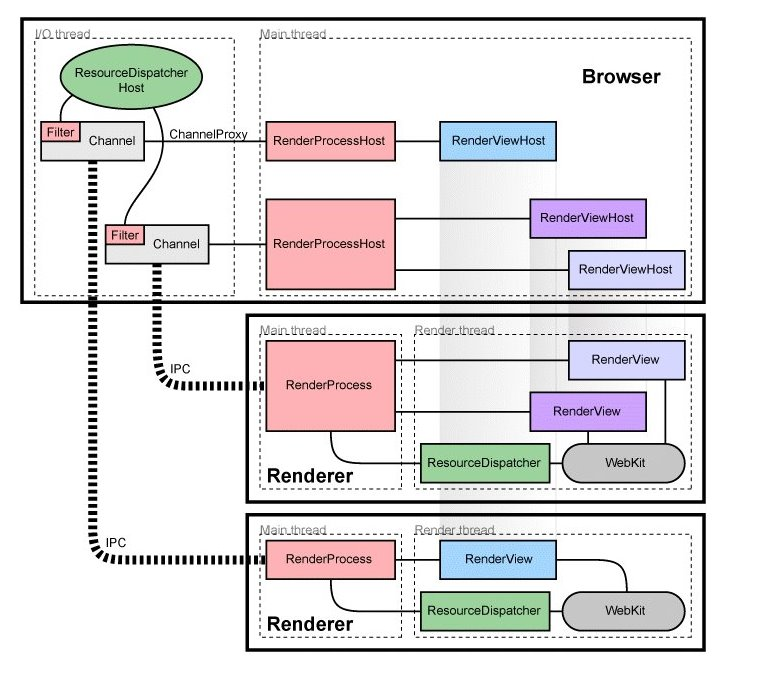 I/O thread
Main thread
ResourceDispatcher
Host
Browser
Filter
Channel
ChannelProxy
RenderProcessHost
RenderViewHost
Filter
Channel
RenderProcessHost
RenderViewHost
RenderViewHost
Main thread
Render thread
IPC
RenderProcess
RenderView
RenderView
Renderer
ResourceDispatcher
WebKit
Main thread
Render thread
IPC
RenderProcess
RenderView
Renderer
ResourceDispatcher
WebKit